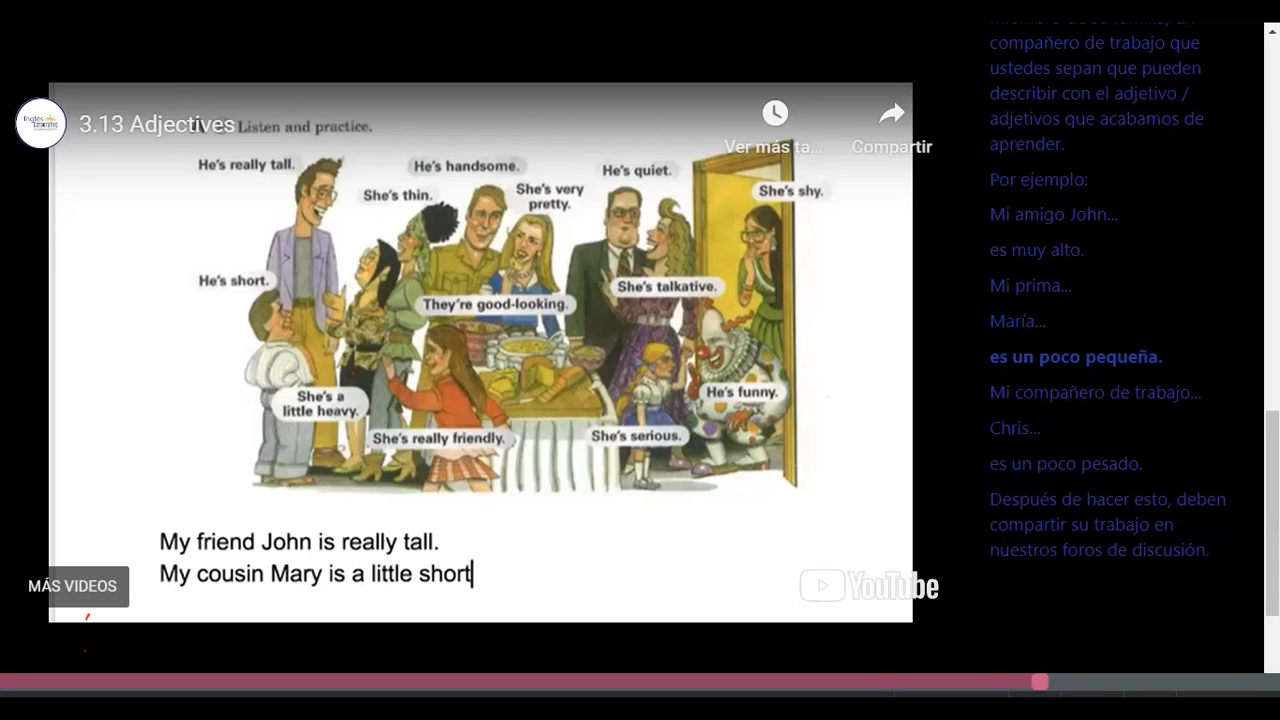 3.13 Adjectives
Listen and practice.
Ver más ta...
Compartir
He's really tall.
He's handsome.
She's thin.
She's very
pretty.
He's quiet.
She's shy.
He's short.
They're good-looking.
She's talkative.
She's a
little heavy.
She's really friendly.
She's serious.
He's funny.
My friend John is really tall.
My cousin Mary is a little short
MÁS VIDEOS
YouTube
compañero de trabajo que
ustedes sepan que pueden
describir con el adjetivo /
adjetivos que acabamos de
aprender.
Por ejemplo:
Mi amigo John...
es muy alto.
Mi prima...
María...
es un poco pequeña.
Mi compañero de trabajo...
Chris...
es un poco pesado.
Después de hacer esto, deben
compartir su trabajo en
nuestros foros de discusión.